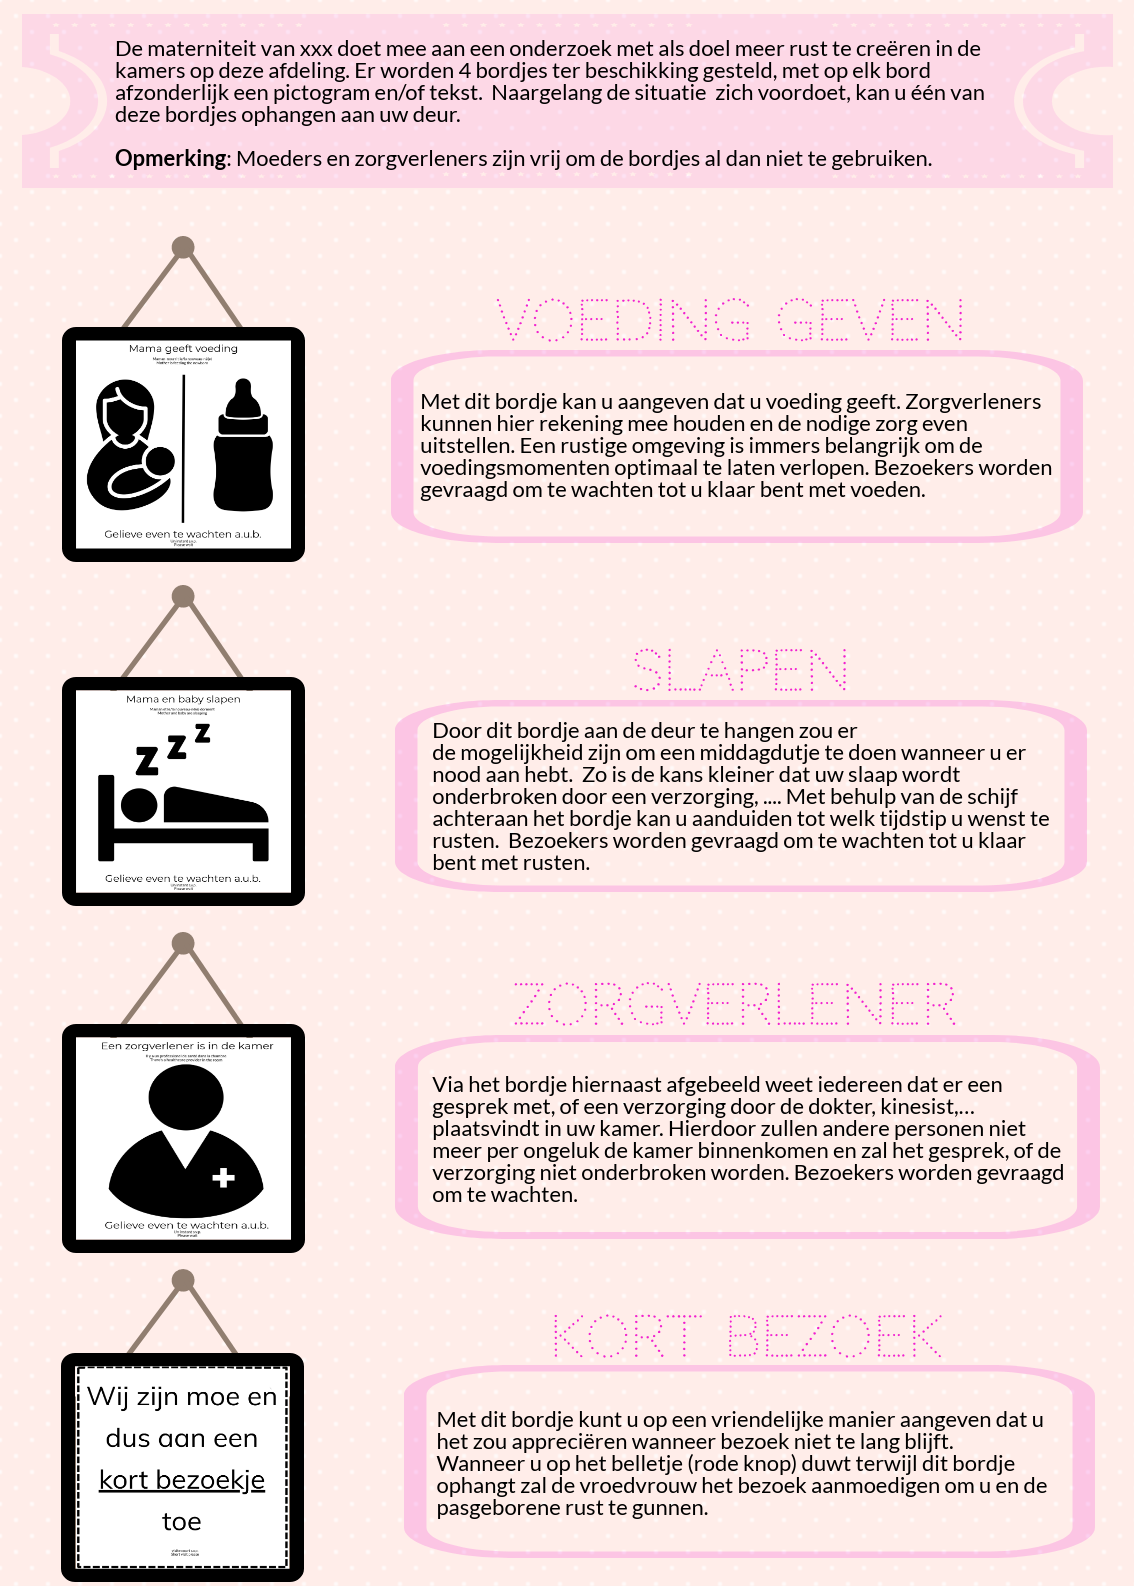 De materniteit van xxx doet mee aan een onderzoek met als doel meer rust te creëren in de
kamers op deze afdeling. Er worden 4 bordjes ter beschikking gesteld, met op elk bord
afzonderlijk een pictogram en/of tekst. Naargelang de situatie zich voordoet, kan u één van
deze bordjes ophangen aan uw deur.
Opmerking: Moeders en zorgverleners zijn vrij om de bordjes al dan niet te gebruiken.
Mama geeft voeding
Gelieve even te wachten a.u.b.
VOEDING GEVEN
Met dit bordje kan u aangeven dat u voeding geeft. Zorgverleners
kunnen hier rekening mee houden en de nodige zorg even
uitstellen. Een rustige omgeving is immers belangrijk om de
voedingsmomenten optimaal te laten verlopen. Bezoekers worden
gevraagd om te wachten tot u klaar bent met voeden.
Mama en baby slapen
Mother and baby are sleeping
z z z
Gelieve even te wachten a.u.b.
SLAPEN
Door dit bordje aan de deur te hangen zou er
de mogelijkheid zijn om een middagdutje te doen wanneer u er
nood aan hebt. Zo is de kans kleiner dat uw slaap wordt
onderbroken door een verzorging, .... Met behulp van de schijf
achteraan het bordje kan u aanduiden tot welk tijdstip u wenst te
rusten. Bezoekers worden gevraagd om te wachten tot u klaar
bent met rusten.
Een zorgverlener is in de kamer
There's a healthcare provider in the room
Gelieve even te wachten a.u.b.
Please wait
ZORGVERLENER
Via het bordje hiernaast afgebeeld weet iedereen dat er een
gesprek met, of een verzorging door de dokter, kinesist,...
plaatsvindt in uw kamer. Hierdoor zullen andere personen niet
meer per ongeluk de kamer binnenkomen en zal het gesprek, of de
verzorging niet onderbroken worden. Bezoekers worden gevraagd
om te wachten.
Wij zijn moe en
dus aan een
kort bezoekje
toe
Short visit please
KORT BEZOEK
Met dit bordje kunt u op een vriendelijke manier aangeven dat u
het zou appreciëren wanneer bezoek niet te lang blijft.
Wanneer u op het belletje (rode knop) duwt terwijl dit bordje
ophangt zal de vroedvrouw het bezoek aanmoedigen om u en de
pasgeborene rust te gunnen.